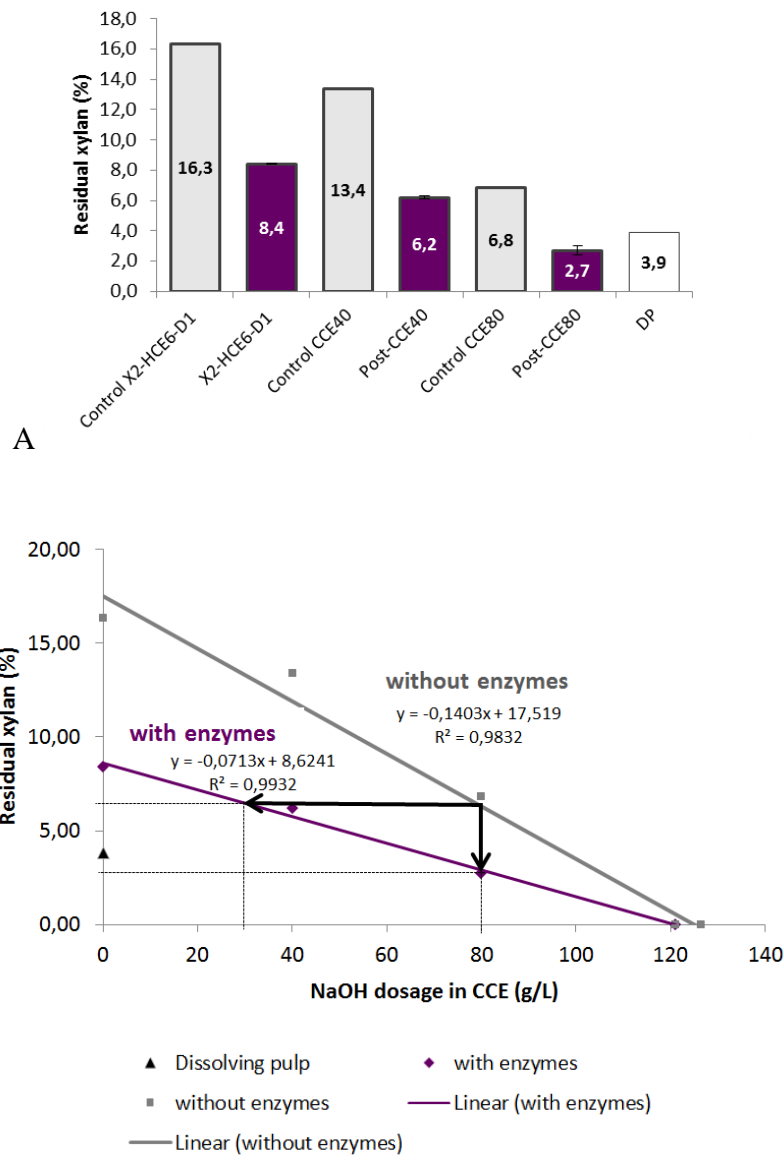 Residual xylan (%)
18,0
16,0
14,0
12,0
10,0
8,0
6,0
4,0
2,0
0,0
16,3
8,4
13,4
6,2
6,8
2,7
3,9
Control X2-HCE6-D1
X2-HCE6-D1
Control CCE40
Post-CCE40
Control CCE80
Post-CCE80
DP
A
Residual xylan (%)
20,00
15,00
10,00
5,00
0,00
without enzymes
y = -0,1403x + 17,519
R² = 0,9832
with enzymes
y = -0,0713x + 8,6241
R² = 0,9932
0 20 40 60 80 100 120 140
NaOH dosage in CCE (g/L)
Dissolving pulp
with enzymes
without enzymes
Linear (with enzymes)
Linear (without enzymes)